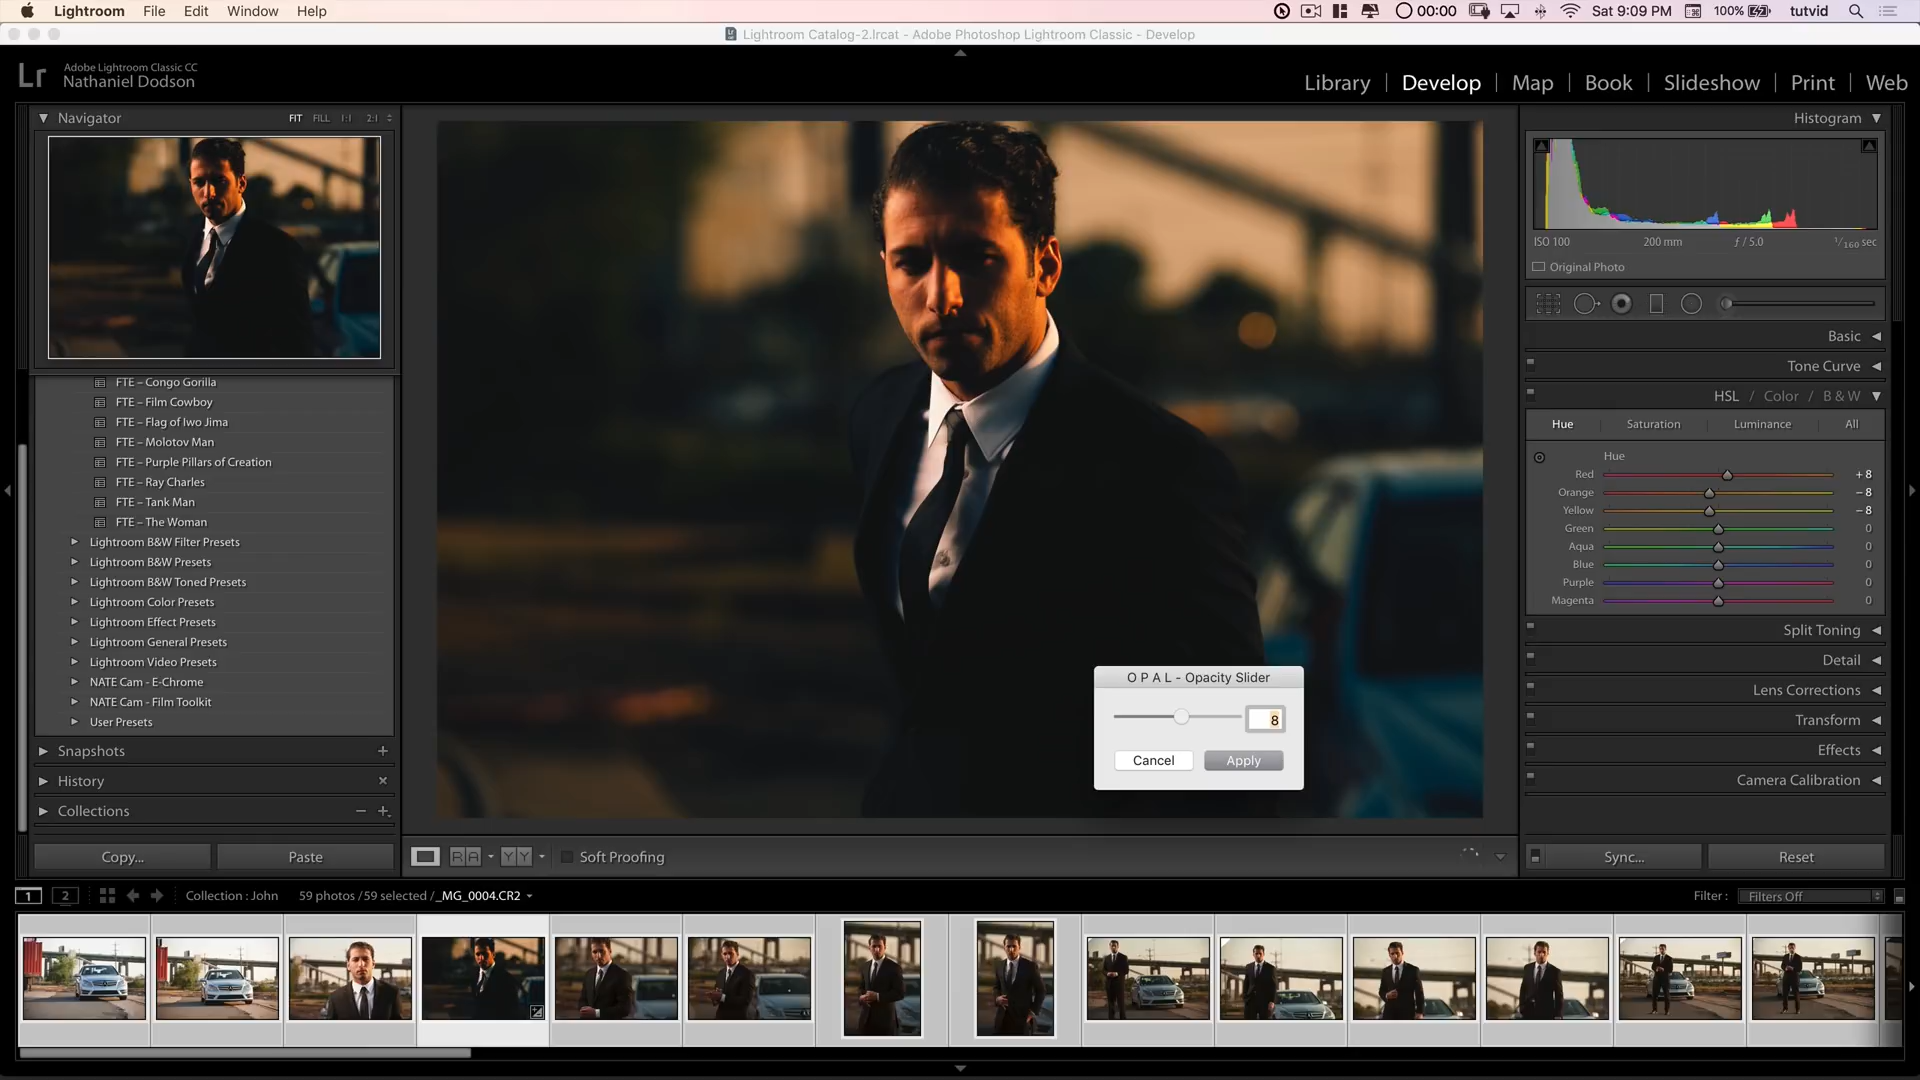 Lightroom File Edit Window Help 00:00 Sat 9:09 PM 100% tutvid
Lightroom Catalog-2.lrcat - Adobe Photoshop Lightroom Classic - Develop
Lr
Adobe Lightroom Classic CC
Nathaniel Dodson
Library | Develop | Map | Book | Slideshow | Print | Web
Navigator FIT FILL 1:1 2:1
FTE – Congo Gorilla
FTE – Film Cowboy
FTE – Flag of Iwo Jima
FTE – Molotov Man
FTE – Purple Pillars of Creation
FTE – Ray Charles
FTE – Tank Man
FTE – The Woman
Lightroom B&W Filter Presets
Lightroom B&W Presets
Lightroom B&W Toned Presets
Lightroom Color Presets
Lightroom Effect Presets
Lightroom General Presets
Lightroom Video Presets
NATE Cam - E-Chrome
NATE Cam - Film Toolkit
User Presets
Snapshots
History
Collections
Copy... Paste
O P A L - Opacity Slider
8
Cancel Apply
Soft Proofing
Histogram
ISO 100 200 mm ƒ / 5.0 1/160 sec
Original Photo
Basic
Tone Curve
HSL / Color / B & W
Hue Saturation Luminance All
Hue
Red + 8
Orange – 8
Yellow – 8
Green 0
Aqua 0
Blue 0
Purple 0
Magenta 0
Split Toning
Detail
Lens Corrections
Transform
Effects
Camera Calibration
Sync... Reset
1 2 Collection : John 59 photos / 59 selected / _MG_0004.CR2 Filter : Filters Off